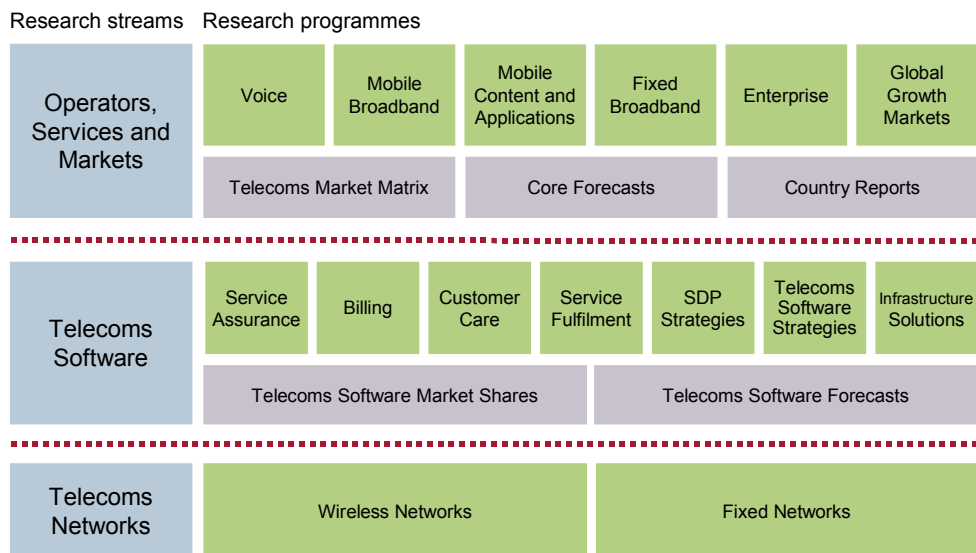 Research streams
Research programmes
Operators,
Services and
Markets
Voice
Mobile
Broadband
Mobile
Content and
Applications
Fixed
Broadband
Enterprise
Global
Growth
Markets
Telecoms Market Matrix
Core Forecasts
Country Reports
Telecoms
Software
Service
Assurance
Billing
Customer
Care
Service
Fulfilment
SDP
Strategies
Telecoms
Software
Strategies
Infrastructure
Solutions
Telecoms Software Market Shares
Telecoms Software Forecasts
Telecoms
Networks
Wireless Networks
Fixed Networks